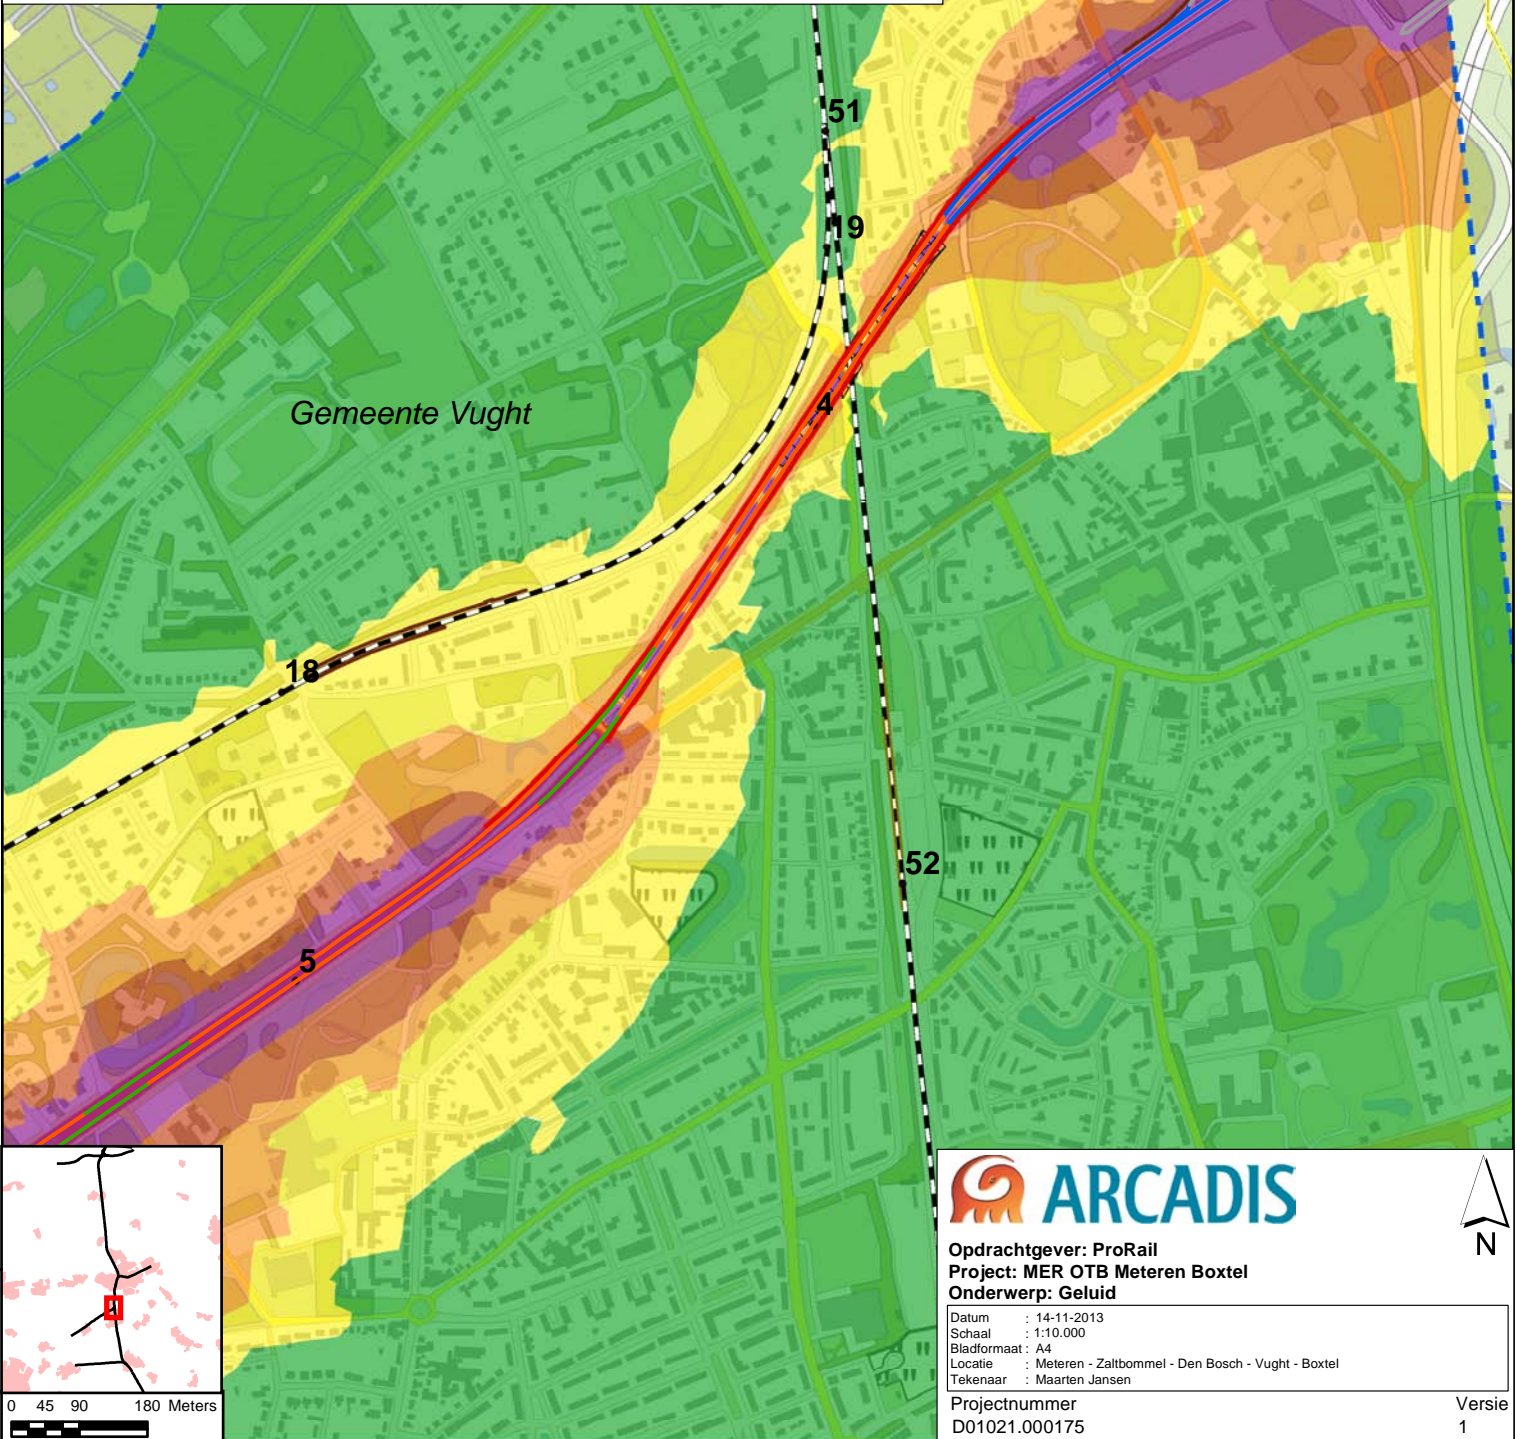 51
19
4
Gemeente Vught
18
52
5
ARCADIS
N
Opdrachtgever: ProRail
Project: MER OTB Meteren Boxtel
Onderwerp: Geluid
Datum : 14-11-2013
Schaal : 1:10.000
Bladformaat : A4
Locatie : Meteren - Zaltbommel - Den Bosch - Vught - Boxtel
Tekenaar : Maarten Jansen
Projectnummer Versie
D01021.000175 1
0 45 90 180 Meters